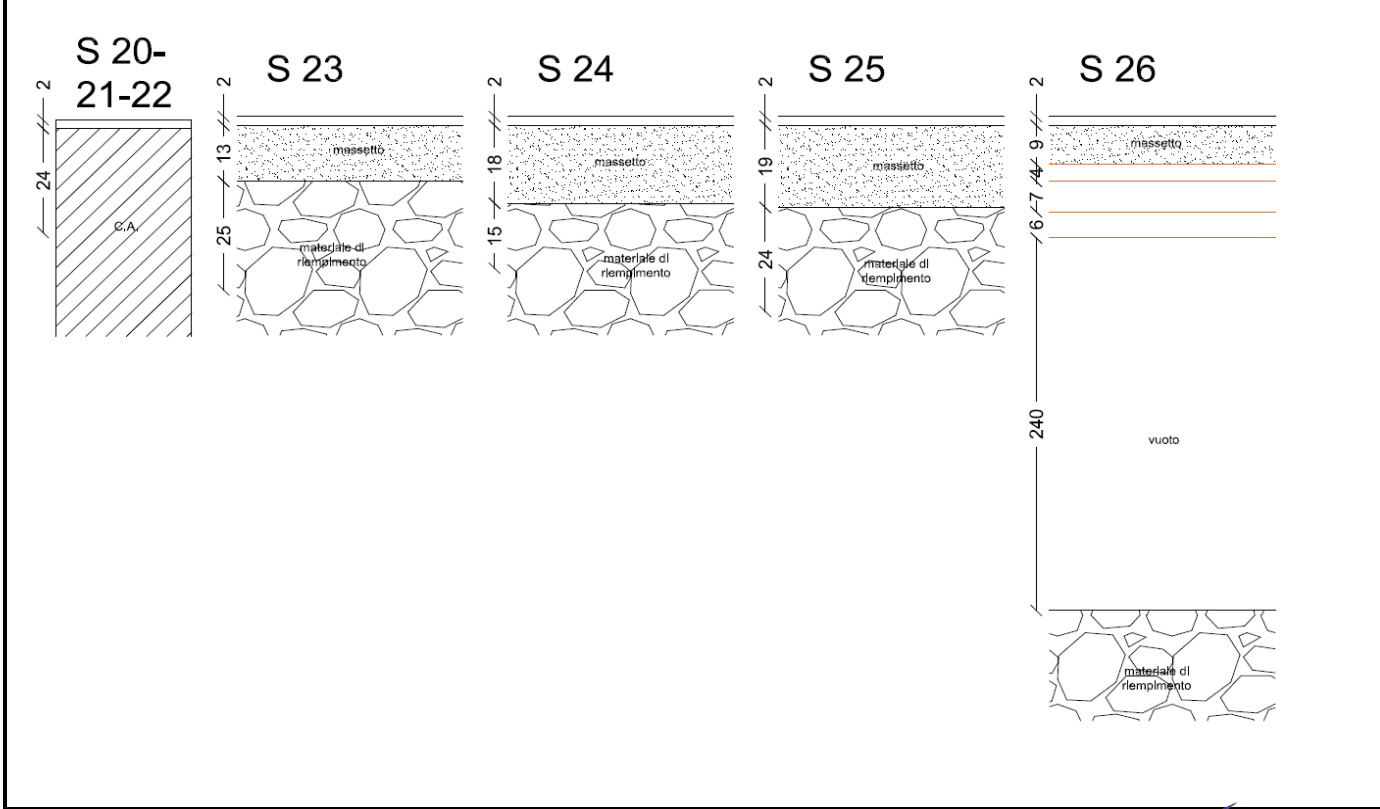 S 20-
21-22
S 23
S 24
S 25
S 26
2
24
C.A.
2
13
25
massetto
materiale di
riempimento
2
18
15
massetto
materiale di
riempimento
2
19
24
massetto
materiale di
riempimento
2
9
4
7
6
240
massetto
vuoto
materiale di
riempimento